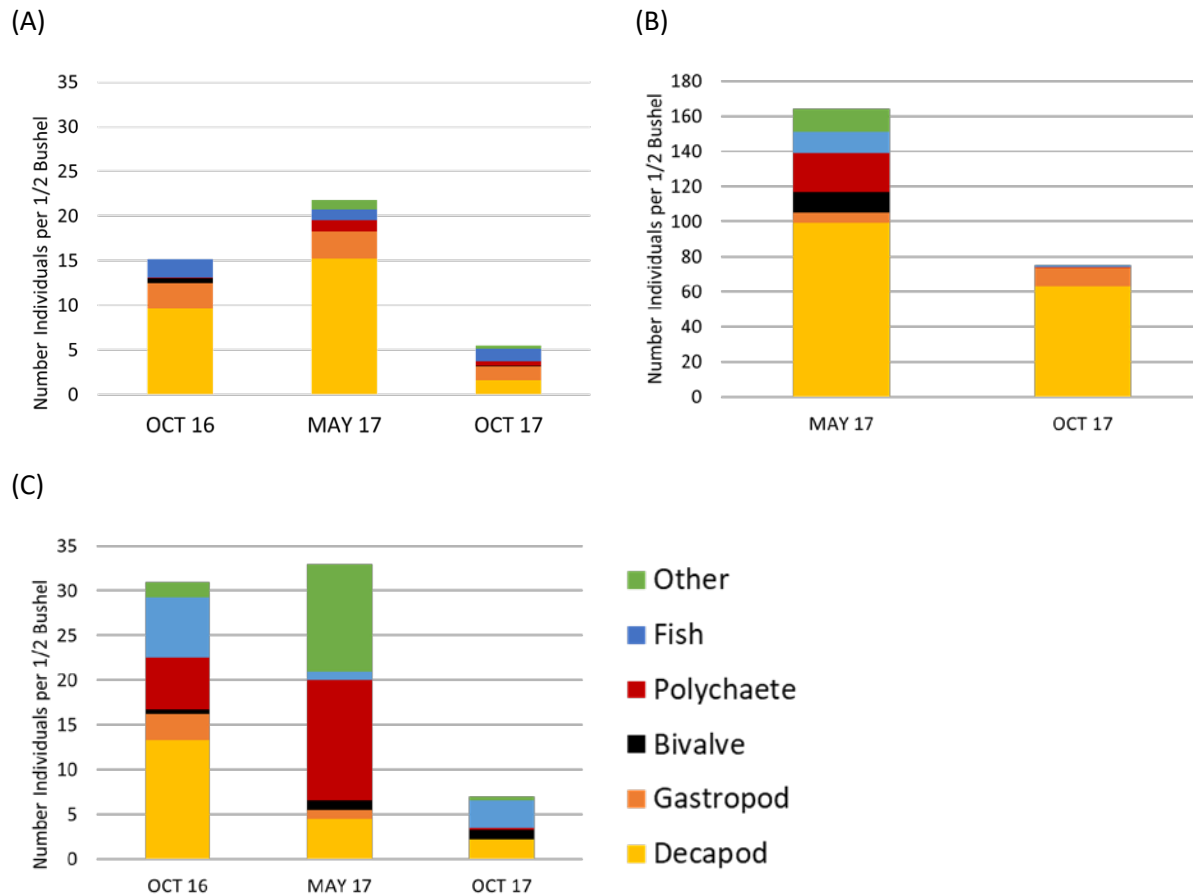 (A)
Number Individuals per 1/2 Bushel
35
30
25
20
15
10
5
0
OCT 16 MAY 17 OCT 17
(B)
Number Individuals per 1/2 Bushel
180
160
140
120
100
80
60
40
20
0
MAY 17 OCT 17
(C)
Number Individuals per 1/2 Bushel
35
30
25
20
15
10
5
0
OCT 16 MAY 17 OCT 17
Other
Fish
Polychaete
Bivalve
Gastropod
Decapod